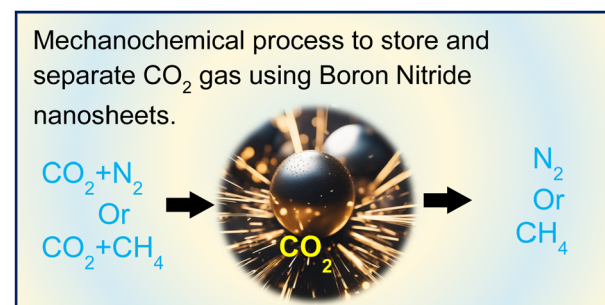 Mechanochemical process to store and
separate CO₂ gas using Boron Nitride
nanosheets.
CO₂+N₂
Or
CO₂+CH₄
CO₂
N₂
Or
CH₄